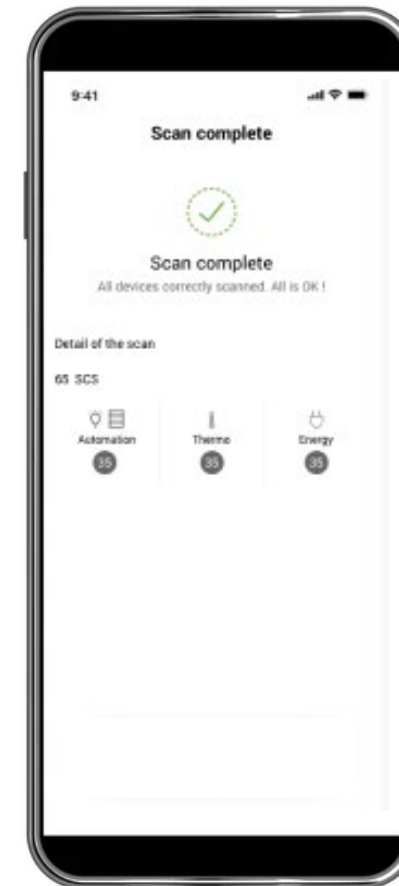 9:41
Scan complete
Scan complete
All devices correctly scanned. All is OK !
Detail of the scan
65 SCS
Automation Thermo Energy
35 35 35